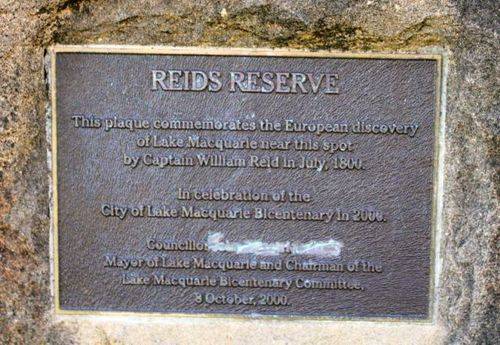 REIDS RESERVE
This plaque commemorates the European discovery
of Lake Macquarie near this spot
by Captain William Reid in July, 1800.
In celebration of the
City of Lake Macquarie Bicentenary in 2000.
Councillor
Mayor of Lake Macquarie and Chairman of the
Lake Macquarie Bicentenary Committee,
8 October, 2000.